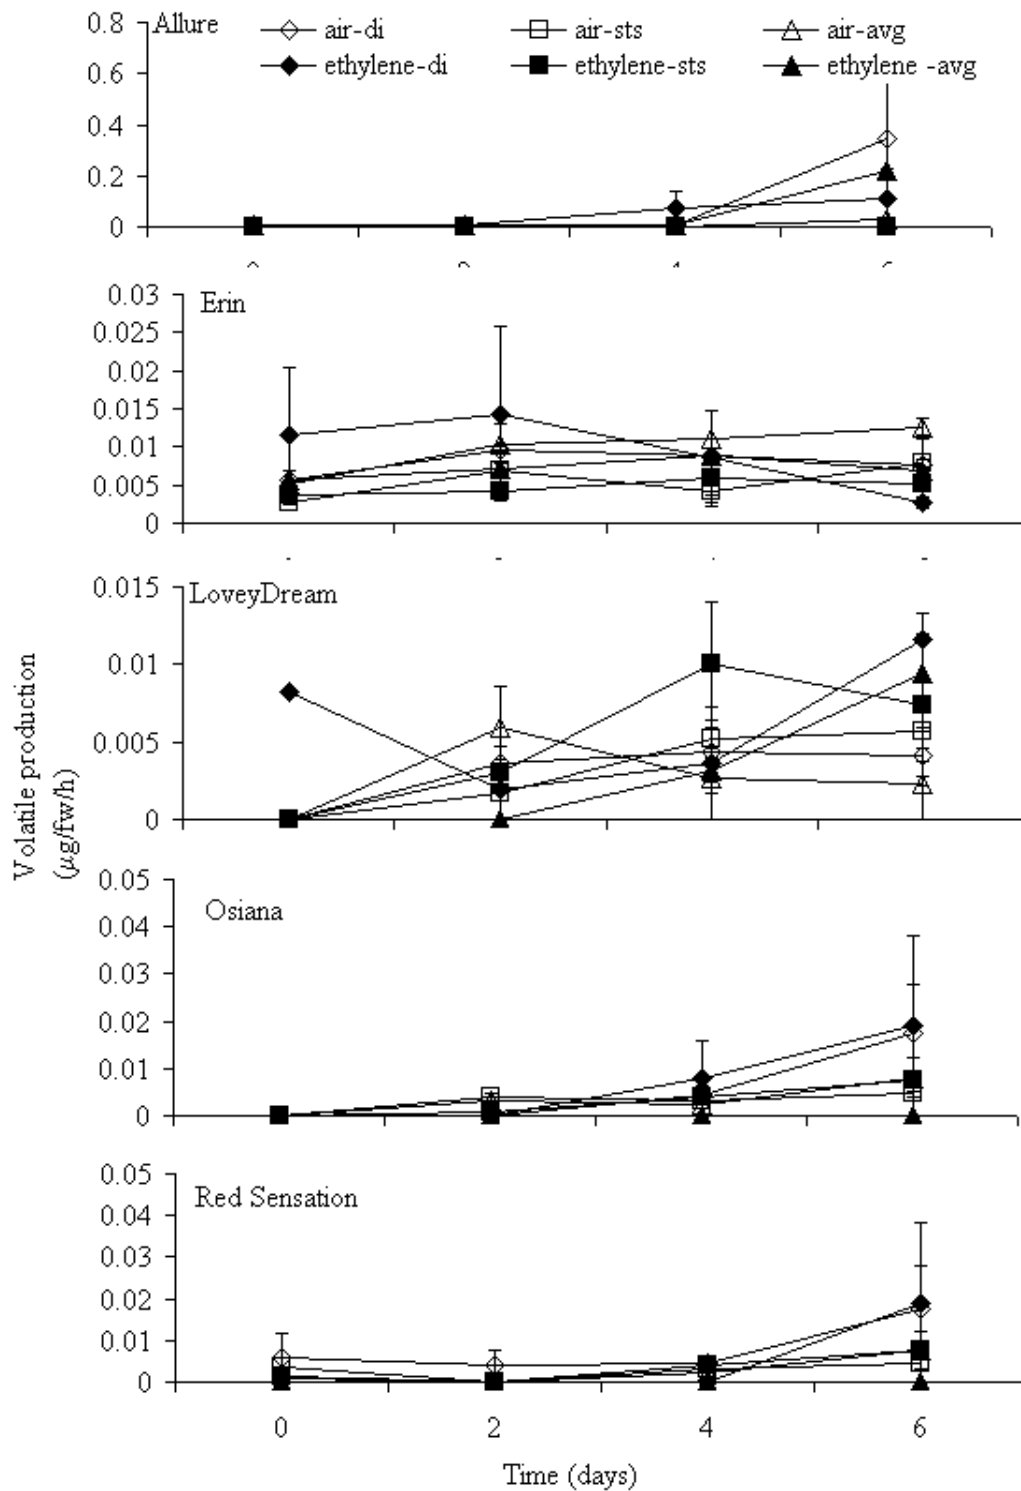 0.8 Allure air-di air-sts air-avg
0.6 ethylene-di ethylene-sts ethylene -avg
0.4
0.2
0
0.03 Erin
0.025
0.02
0.015
0.01
0.005
0
0.015 LoveyDream
0.01
0.005
0
Volatile production
(µg/fw/h)
0.05 Osiana
0.04
0.03
0.02
0.01
0
0.05 Red Sensation
0.04
0.03
0.02
0.01
0
0 2 4 6
Time (days)